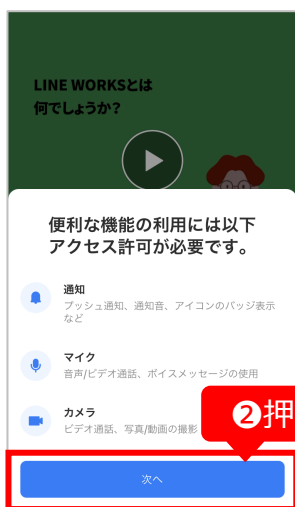 LINE WORKSとは
何でしょうか?
便利な機能の利用には以下
アクセス許可が必要です。
通知
プッシュ通知、通知音、アイコンのバッジ表示
など
マイク
音声/ビデオ通話、ボイスメッセージの使用
カメラ
ビデオ通話、写真/動画の撮影
❷押
次へ